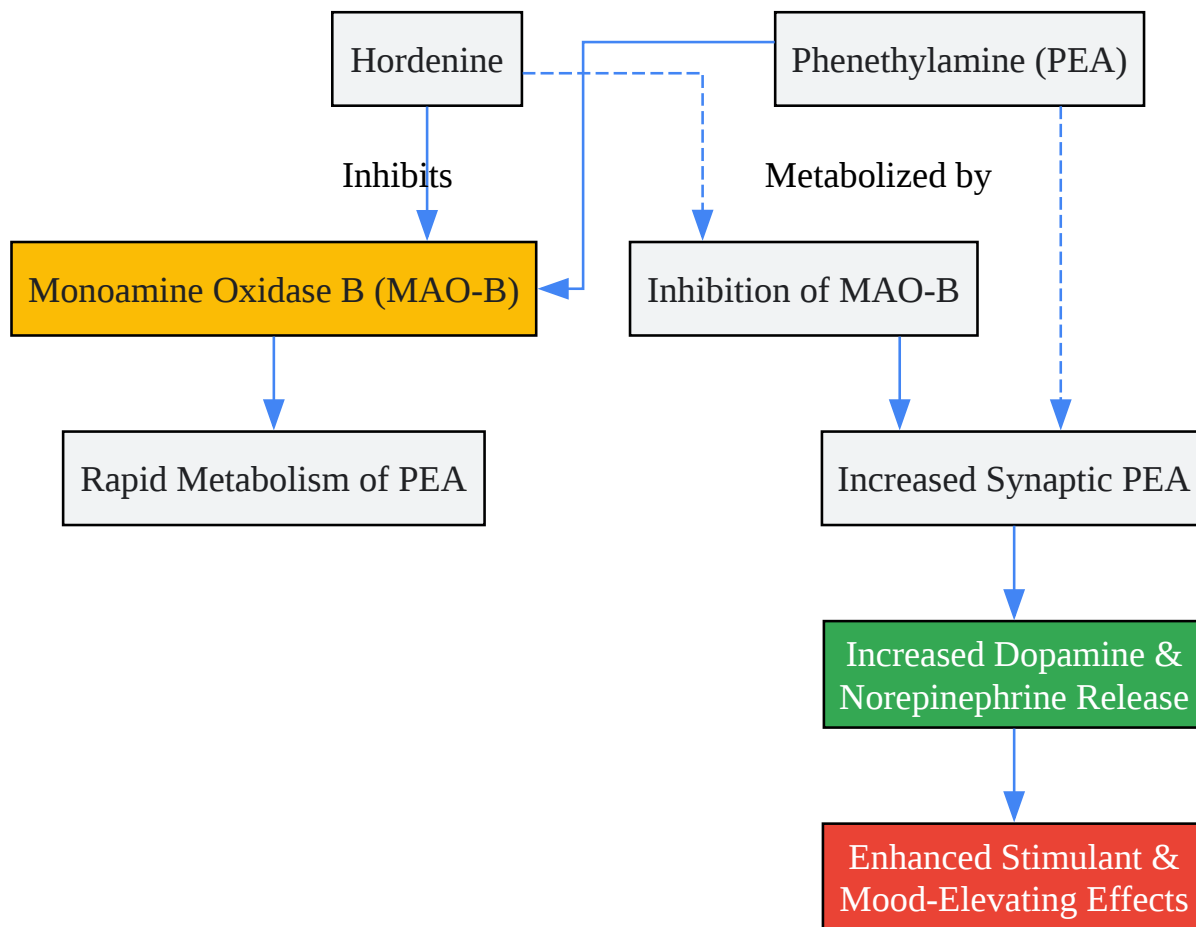 Hordenine
Phenethylamine (PEA)
Inhibits
Metabolized by
Monoamine Oxidase B (MAO-B)
Inhibition of MAO-B
Rapid Metabolism of PEA
Increased Synaptic PEA
Increased Dopamine &
Norepinephrine Release
Enhanced Stimulant &
Mood-Elevating Effects